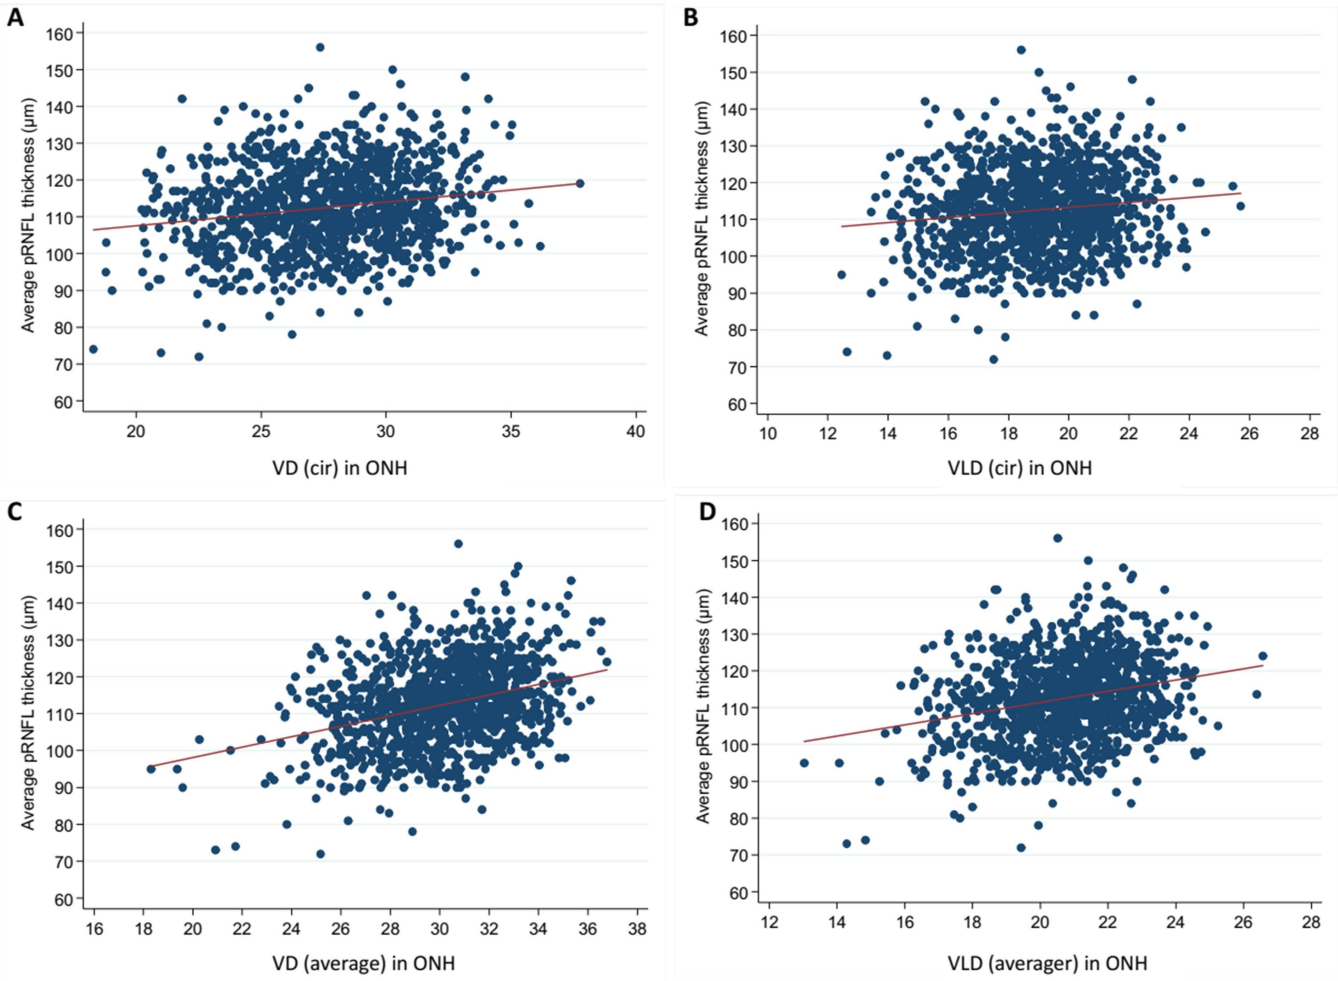 A
Average pRNFL thickness (μm)
160
150
140
130
120
110
100
90
80
70
60
20 25 30 35 40
VD (cir) in ONH
B
Average pRNFL thickness (μm)
160
150
140
130
120
110
100
90
80
70
60
10 12 14 16 18 20 22 24 26 28
VLD (cir) in ONH
C
Average pRNFL thickness (μm)
160
150
140
130
120
110
100
90
80
70
60
16 18 20 22 24 26 28 30 32 34 36 38
VD (average) in ONH
D
Average pRNFL thickness (μm)
160
150
140
130
120
110
100
90
80
70
60
12 14 16 18 20 22 24 26 28
VLD (averager) in ONH